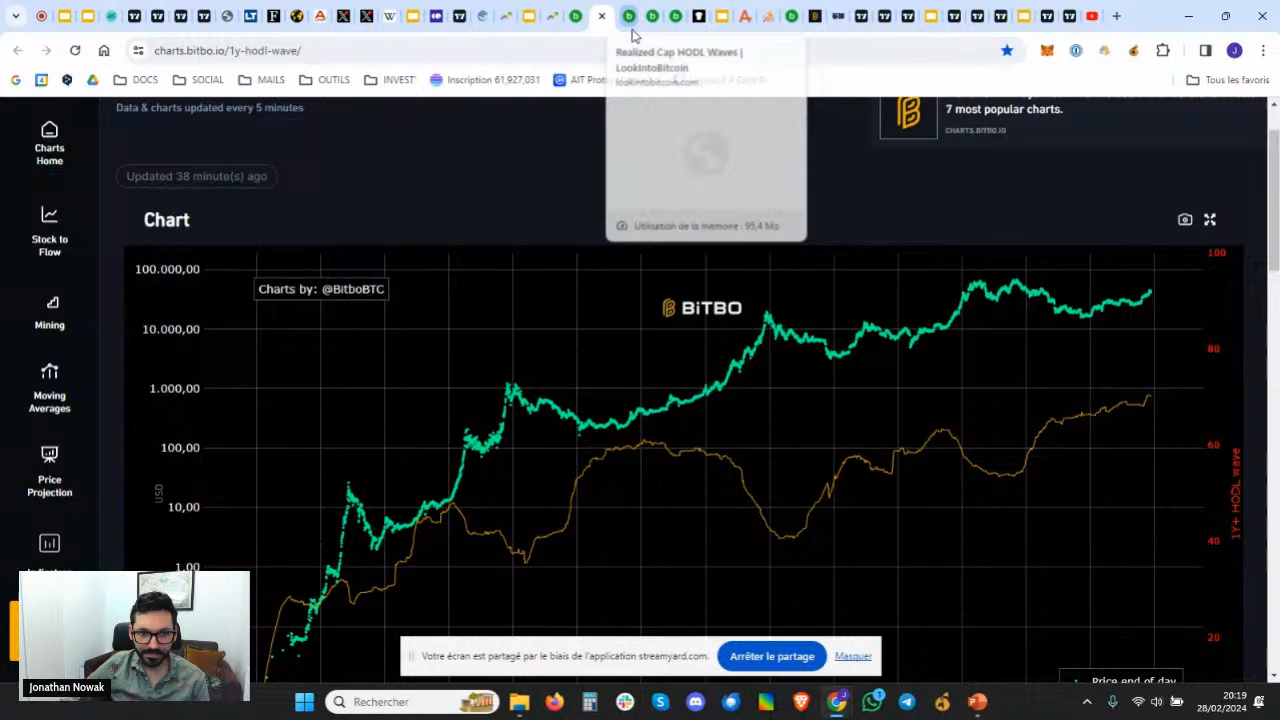 charts.bitbo.io/1y-hodl-wave/
DOCS
SOCIAL
MAILS
OUTILS
INVEST
Inscription 61,927,031
AIT Proto
Tous les favoris
Realized Cap HODL Waves |
LookIntoBitcoin
lookintobitcoin.com
Utilisation de la mémoire : 95,4 Mo
Data & charts updated every 5 minutes
7 most popular charts.
CHARTS.BITBO.IO
Updated 38 minute(s) ago
Charts
Home
Stock to
Flow
Mining
Moving
Averages
Price
Projection
Chart
Charts by: @BitboBTC
BiTBO
100.000,00
10.000,00
1.000,00
100,00
10,00
1,00
USD
100
80
60
40
20
1Y+ HODL wave
Price end of day
Votre écran est partagé par le biais de l'application streamyard.com.
Arrêter le partage
Masquer
Jonathan Nowak
Rechercher
20:19
28/02/2024